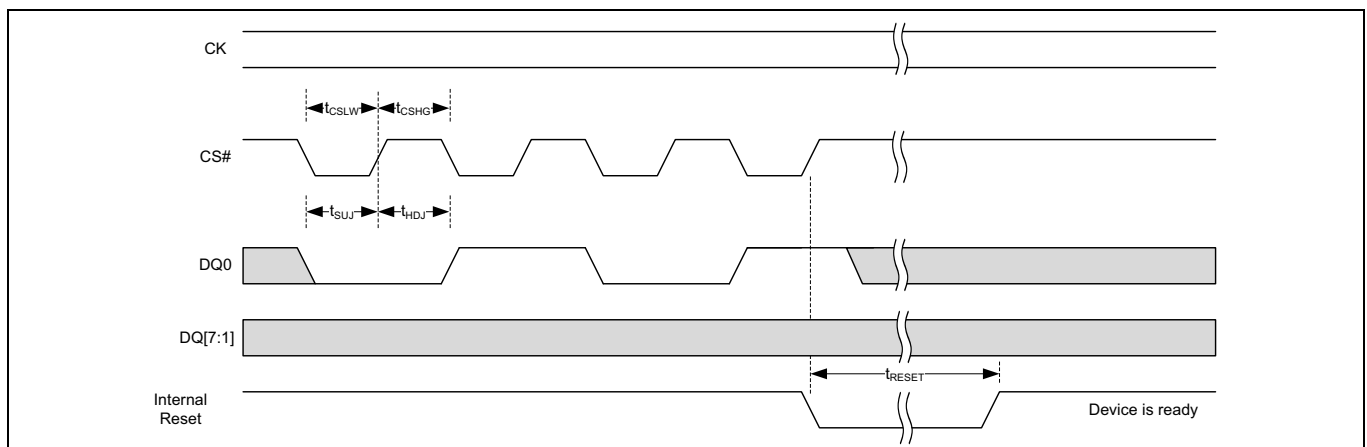 CK
tCSLW
tCSHG
CS#
tSUJ
tHDJ
DQ0
DQ[7:1]
tRESET
Internal
Reset
Device is ready